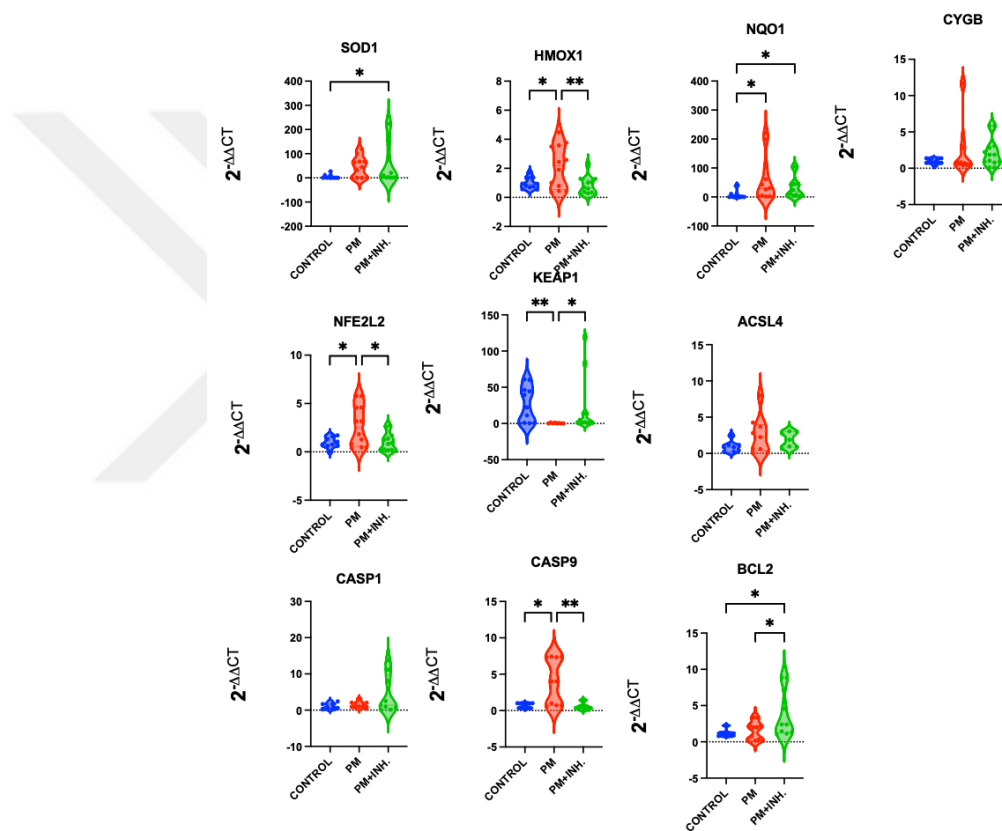 CYGB
15
10
5
0
-5
2-ΔΔCT
CONTROL
PM
PM+INH.
SOD1
*
400
300
200
100
0
-100
-200
2-ΔΔCT
CONTROL
PM
PM+INH.
HMOX1
* **
8
6
4
2
0
-2
2-ΔΔCT
CONTROL
PM
PM+INH.
NQO1
*
*
400
300
200
100
0
-100
2-ΔΔCT
CONTROL
PM
PM+INH.
NFE2L2
* *
10
5
0
-5
2-ΔΔCT
CONTROL
PM
PM+INH.
KEAP1
** *
150
100
50
0
-50
2-ΔΔCT
CONTROL
PM
PM+INH.
ACSL4
15
10
5
0
-5
2-ΔΔCT
CONTROL
PM
PM+INH.
CASP1
30
20
10
0
-10
2-ΔΔCT
CONTROL
PM
PM+INH.
CASP9
* **
15
10
5
0
-5
2-ΔΔCT
CONTROL
PM
PM+INH.
BCL2
*
*
15
10
5
0
-5
2-ΔΔCT
CONTROL
PM
PM+INH.